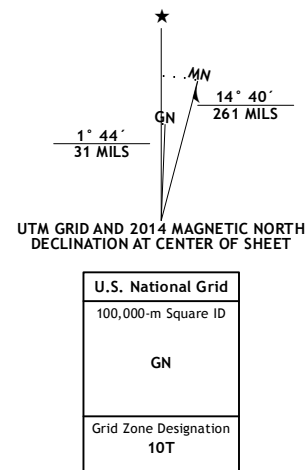 ★
MN
GN
14° 40´
261 MILS
1° 44´
31 MILS
UTM GRID AND 2014 MAGNETIC NORTH
DECLINATION AT CENTER OF SHEET
U.S. National Grid
100,000-m Square ID
GN
Grid Zone Designation
10T